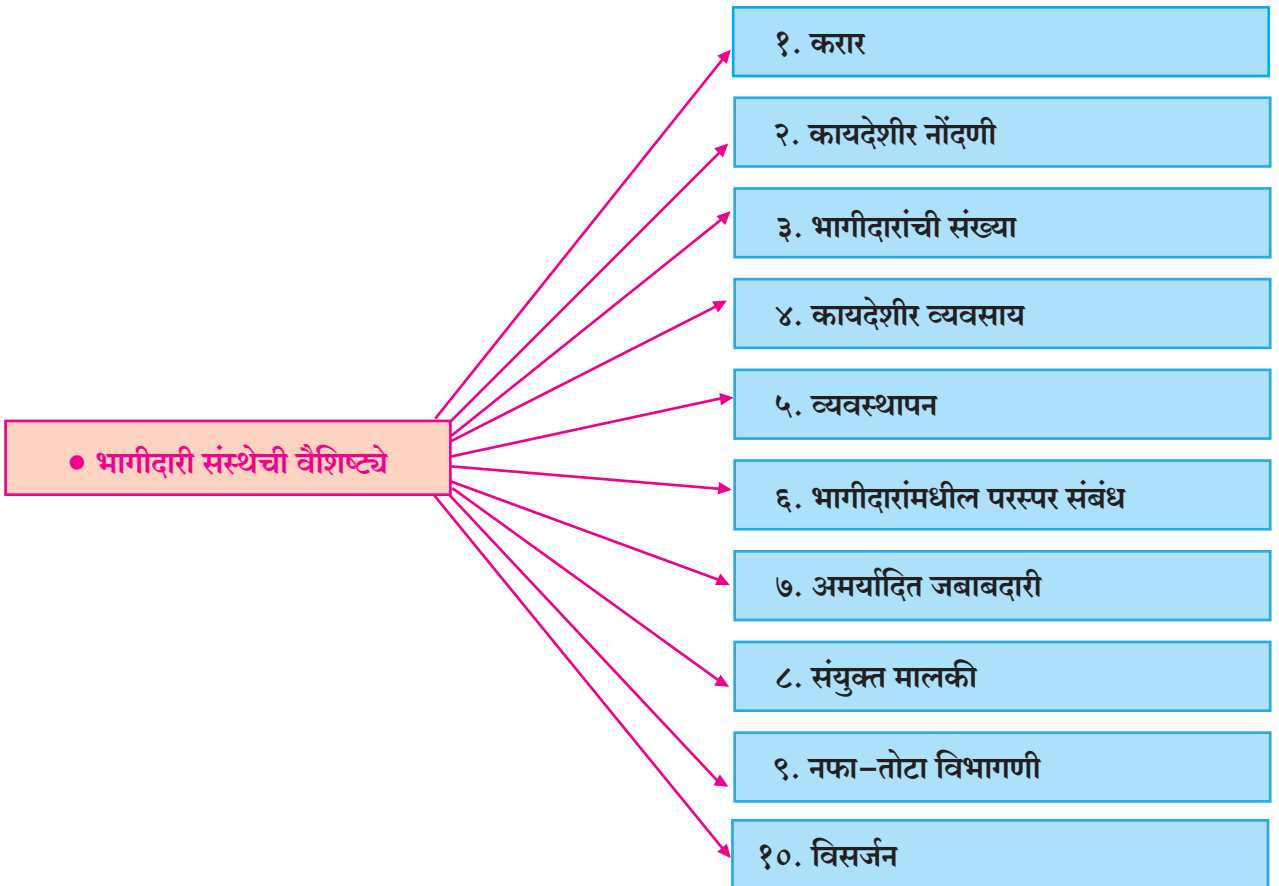 • भागीदारी संस्थेची वैशिष्ट्ये
१. करार
२. कायदेशीर नोंदणी
३. भागीदारांची संख्या
४. कायदेशीर व्यवसाय
५. व्यवस्थापन
६. भागीदारांमधील परस्पर संबंध
७. अमर्यादित जबाबदारी
८. संयुक्त मालकी
९. नफा-तोटा विभागणी
१०. विसर्जन